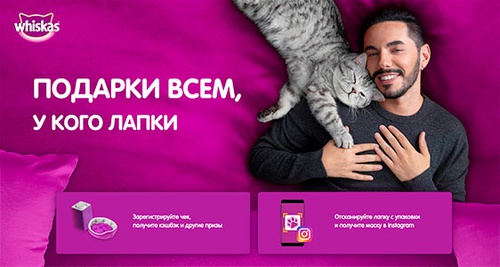 whiskas
ПОДАРКИ ВСЕМ,
У КОГО ЛАПКИ
Зарегистрируйте чек,
получите кэшбэк и другие призы
Отсканируйте лапку с упаковки
и получите маску в Instagram